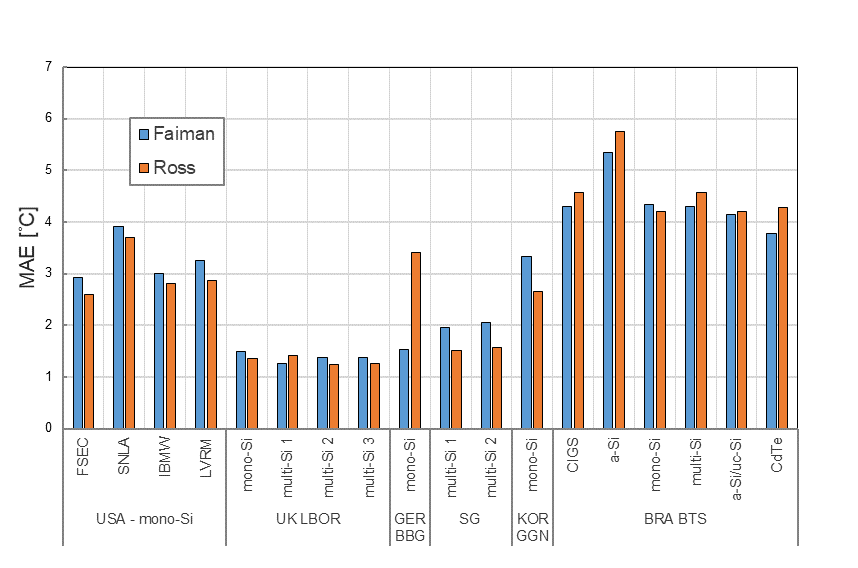 7
6
5
4
3
2
1
0
MAE [°C]
Faiman
Ross
FSEC
SNLA
IBMW
LVRM
mono-Si
multi-Si 1
multi-Si 2
multi-Si 3
mono-Si
multi-Si 1
multi-Si 2
mono-Si
CIGS
a-Si
mono-Si
multi-Si
a-Si/uc-Si
CdTe
USA - mono-Si
UK LBOR
GER
BBG
SG
KOR
GGN
BRA BTS